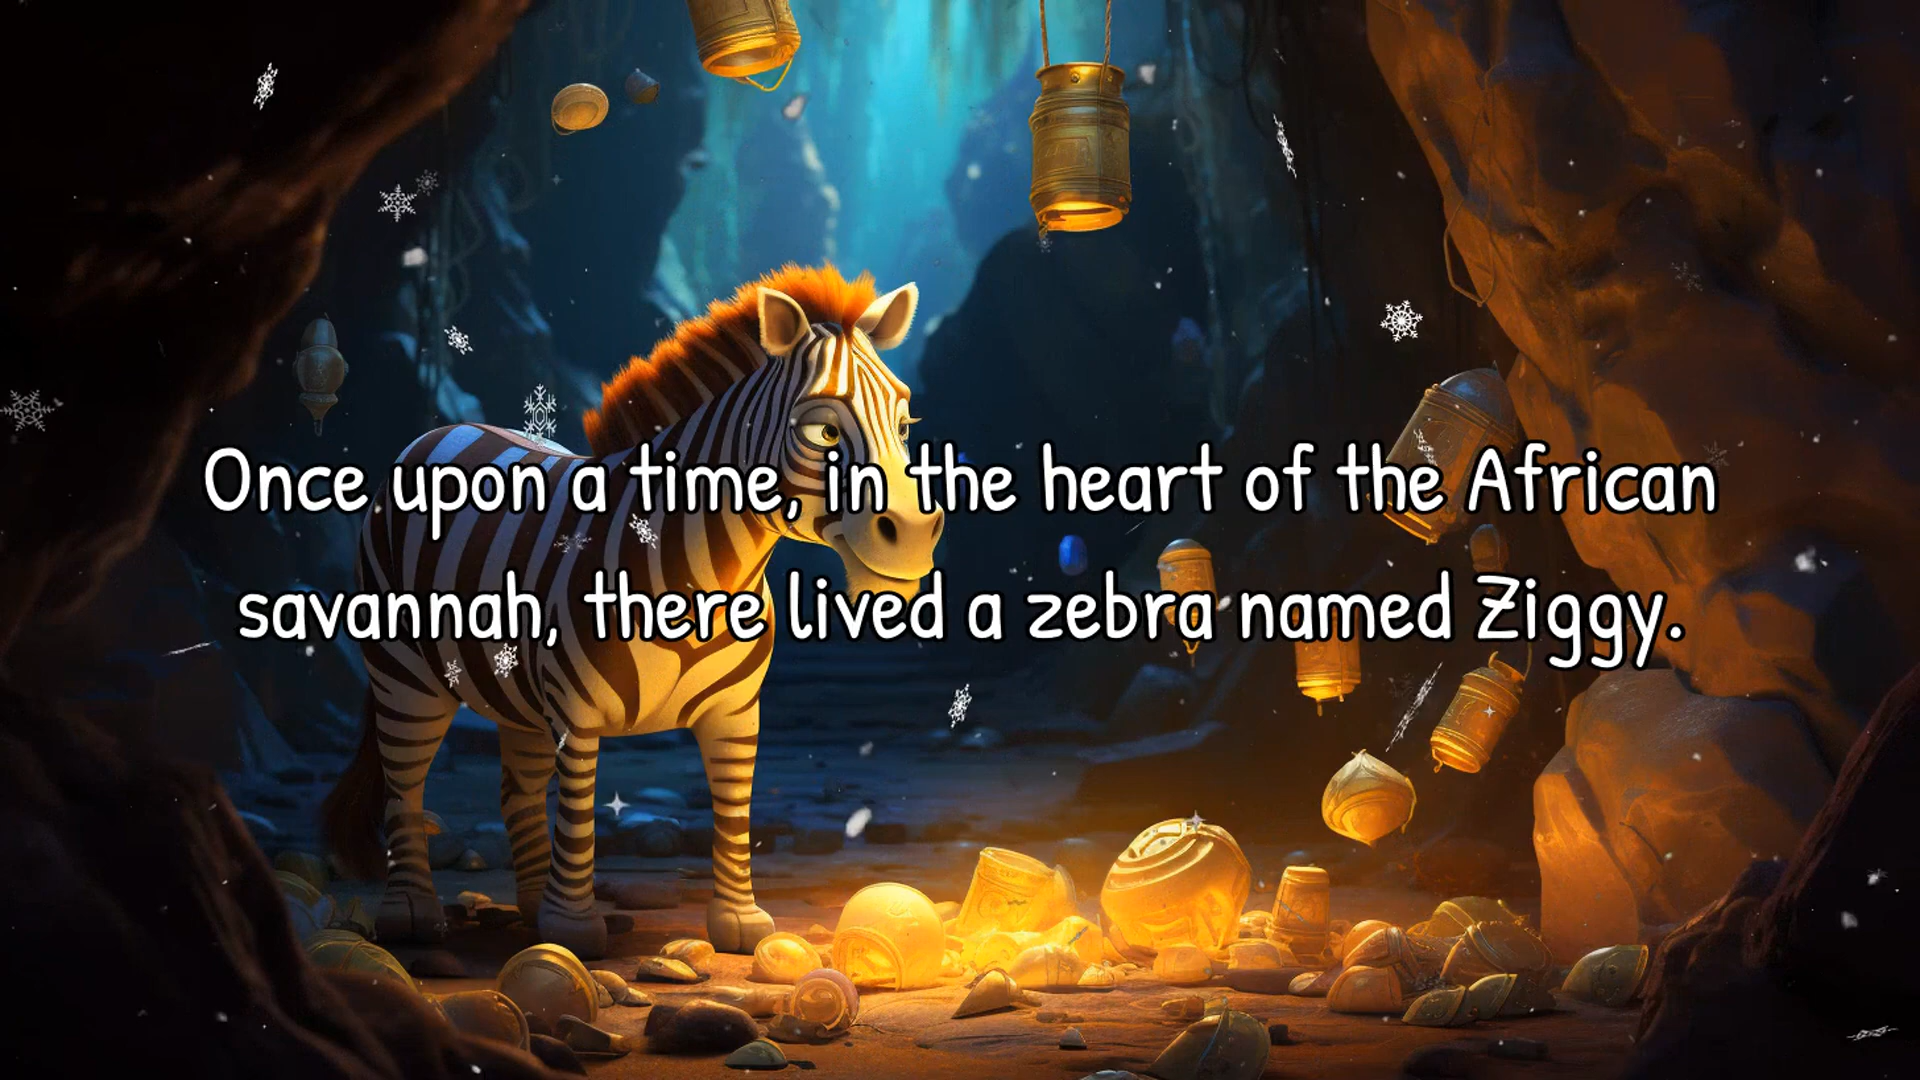 Once upon a time, in the heart of the African
savannah, there lived a zebra named Ziggy.